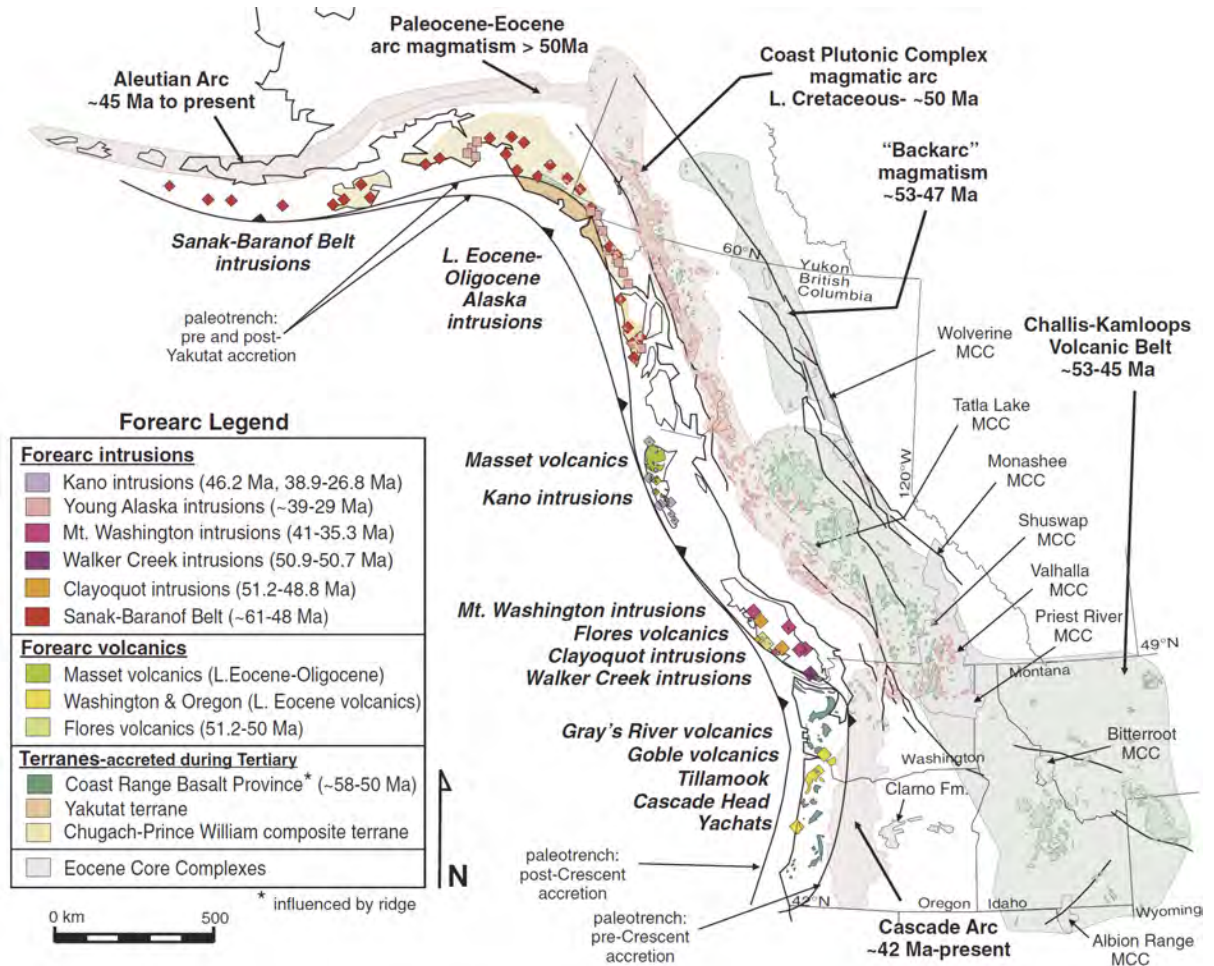 Paleocene-Eocene
arc magmatism > 50Ma
Aleutian Arc
~45 Ma to present
Coast Plutonic Complex
magmatic arc
L. Cretaceous- ~50 Ma
“Backarc”
magmatism
~53-47 Ma
Sanak-Baranof Belt
intrusions
L. Eocene-
Oligocene
Alaska
intrusions
60°N
Yukon
British
Columbia
paleotrench:
pre and post-
Yakutat accretion
Wolverine
MCC
Challis-Kamloops
Volcanic Belt
~53-45 Ma
Tatla Lake
MCC
120°W
Monashee
MCC
Masset volcanics
Kano intrusions
Shuswap
MCC
Valhalla
MCC
Priest River
MCC
49°N
Montana
Mt. Washington intrusions
Flores volcanics
Clayoquot intrusions
Walker Creek intrusions
Gray's River volcanics
Goble volcanics
Tillamook
Cascade Head
Yachats
Washington
Clarno Fm.
Bitterroot
MCC
paleotrench:
post-Crescent
accretion
paleotrench:
pre-Crescent
accretion
42°N
Oregon
Idaho
Wyoming
Cascade Arc
~42 Ma-present
Albion Range
MCC
Forearc Legend
Forearc intrusions
Kano intrusions (46.2 Ma, 38.9-26.8 Ma)
Young Alaska intrusions (~39-29 Ma)
Mt. Washington intrusions (41-35.3 Ma)
Walker Creek intrusions (50.9-50.7 Ma)
Clayoquot intrusions (51.2-48.8 Ma)
Sanak-Baranof Belt (~61-48 Ma)
Forearc volcanics
Masset volcanics (L.Eocene-Oligocene)
Washington & Oregon (L. Eocene volcanics)
Flores volcanics (51.2-50 Ma)
Terranes-accreted during Tertiary
Coast Range Basalt Province* (~58-50 Ma)
Yakutat terrane
Chugach-Prince William composite terrane
Eocene Core Complexes
N
* influenced by ridge
0 km 500